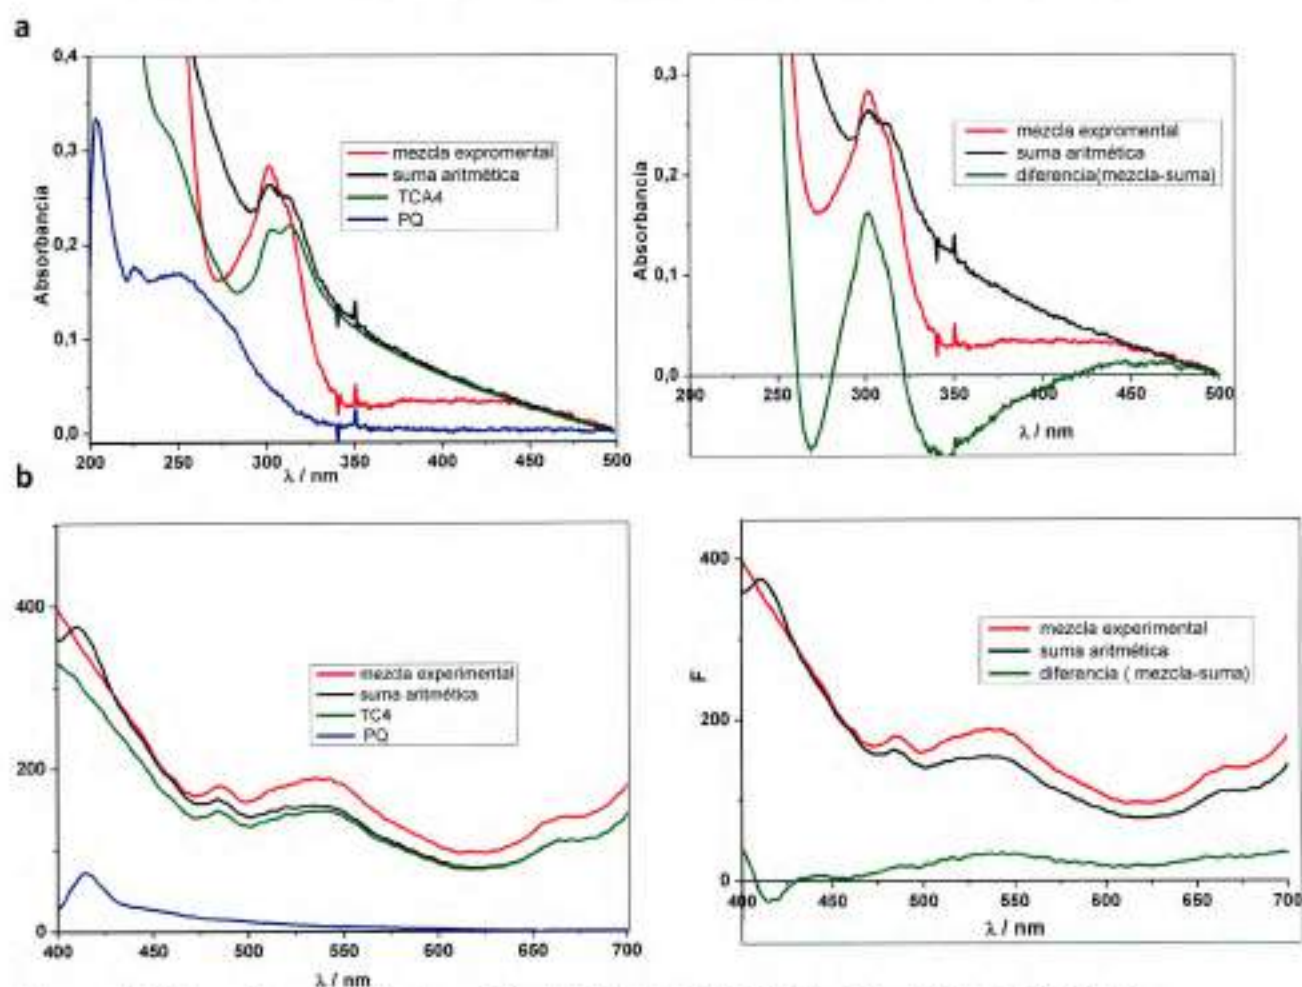 a
0,4
0,3
0,2
0,1
0,0
Absorbancia
200 250 300 350 400 450 500
λ / nm
mezcla expromental
suma aritmética
TCA4
PQ
0,3
0,2
0,1
0,0
Absorbancia
200 250 300 350 400 450 500
λ / nm
mezcla expromental
suma aritmética
diferencia(mezcla-suma)
b
400
200
0
400 450 500 550 600 650 700
λ / nm
mezcla experimental
suma aritmética
TC4
PQ
400
200
0
F
400 450 500 550 600 650 700
λ / nm
mezcla experimental
suma aritmética
diferencia ( mezcla-suma)